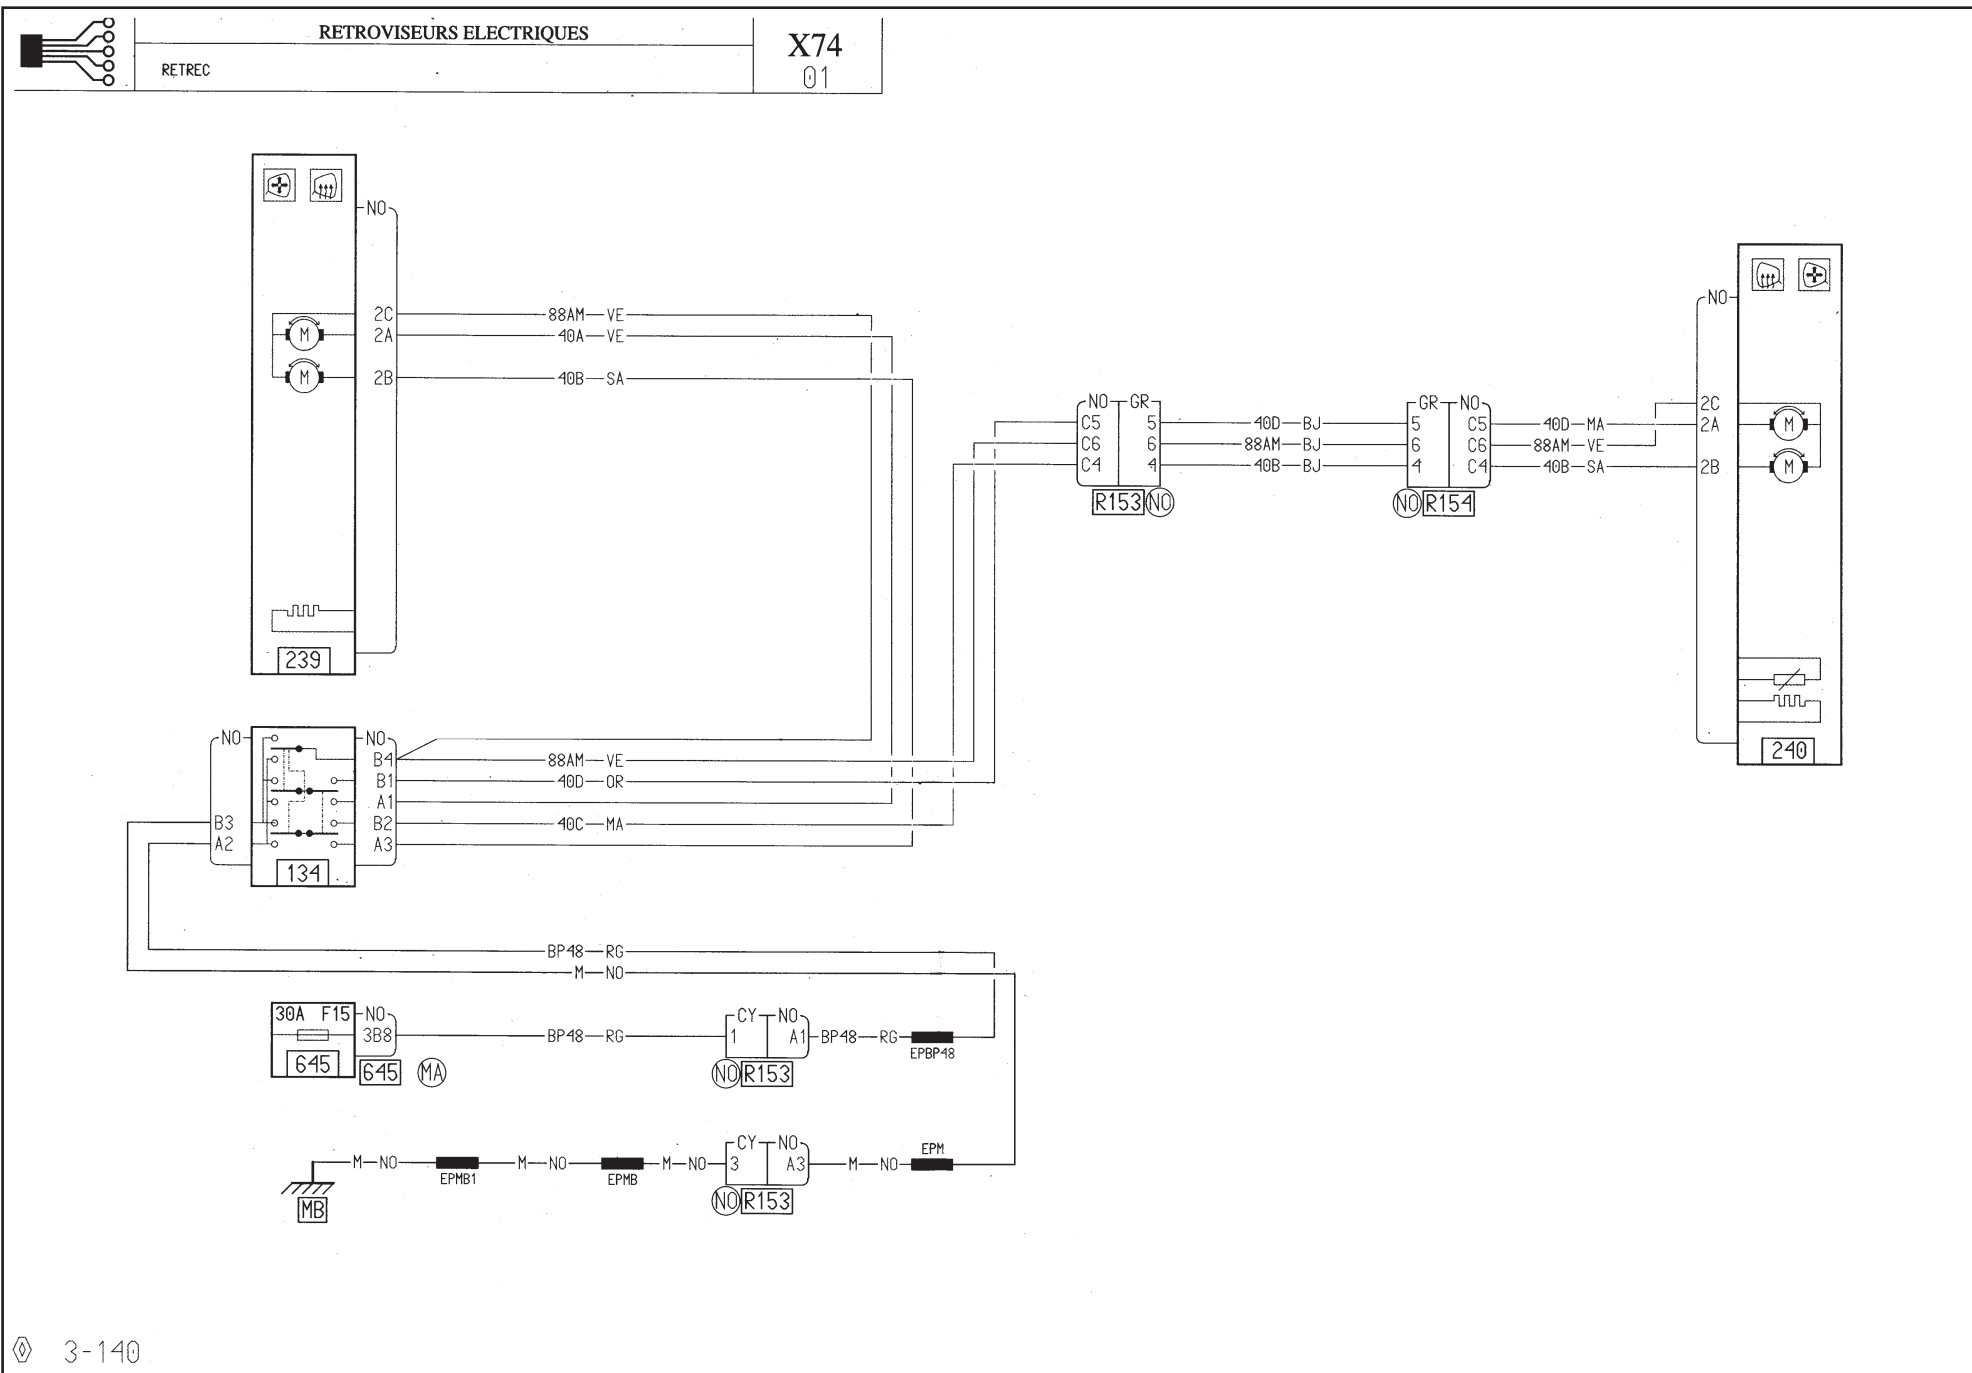 RETROVISEURS ELECTRIQUES
RETREC
X74
01
NO
2C 88AM VE
M 2A 40A VE
M 2B 40B SA
239
NO GR
C5 5 40D BJ
C6 6 88AM BJ
C4 4 40B BJ
R153 NO
GR NO
5 C5 40D MA
6 C6 88AM VE
4 C4 40B SA
NO R154
NO
2C
2A M
2B M
240
NO NO
B4 88AM VE
B1 40D OR
A1
B3 B2 40C MA
A2 A3
134
BP48 RG
M NO
30A F15 NO
3B8 BP48 RG
645
645 MA
CY NO
1 A1 BP48 RG
EPBP48
NO R153
M NO
EPMB1
M NO
EPMB
M NO
CY NO
3 A3 M NO
EPM
NO R153
MB
3-140